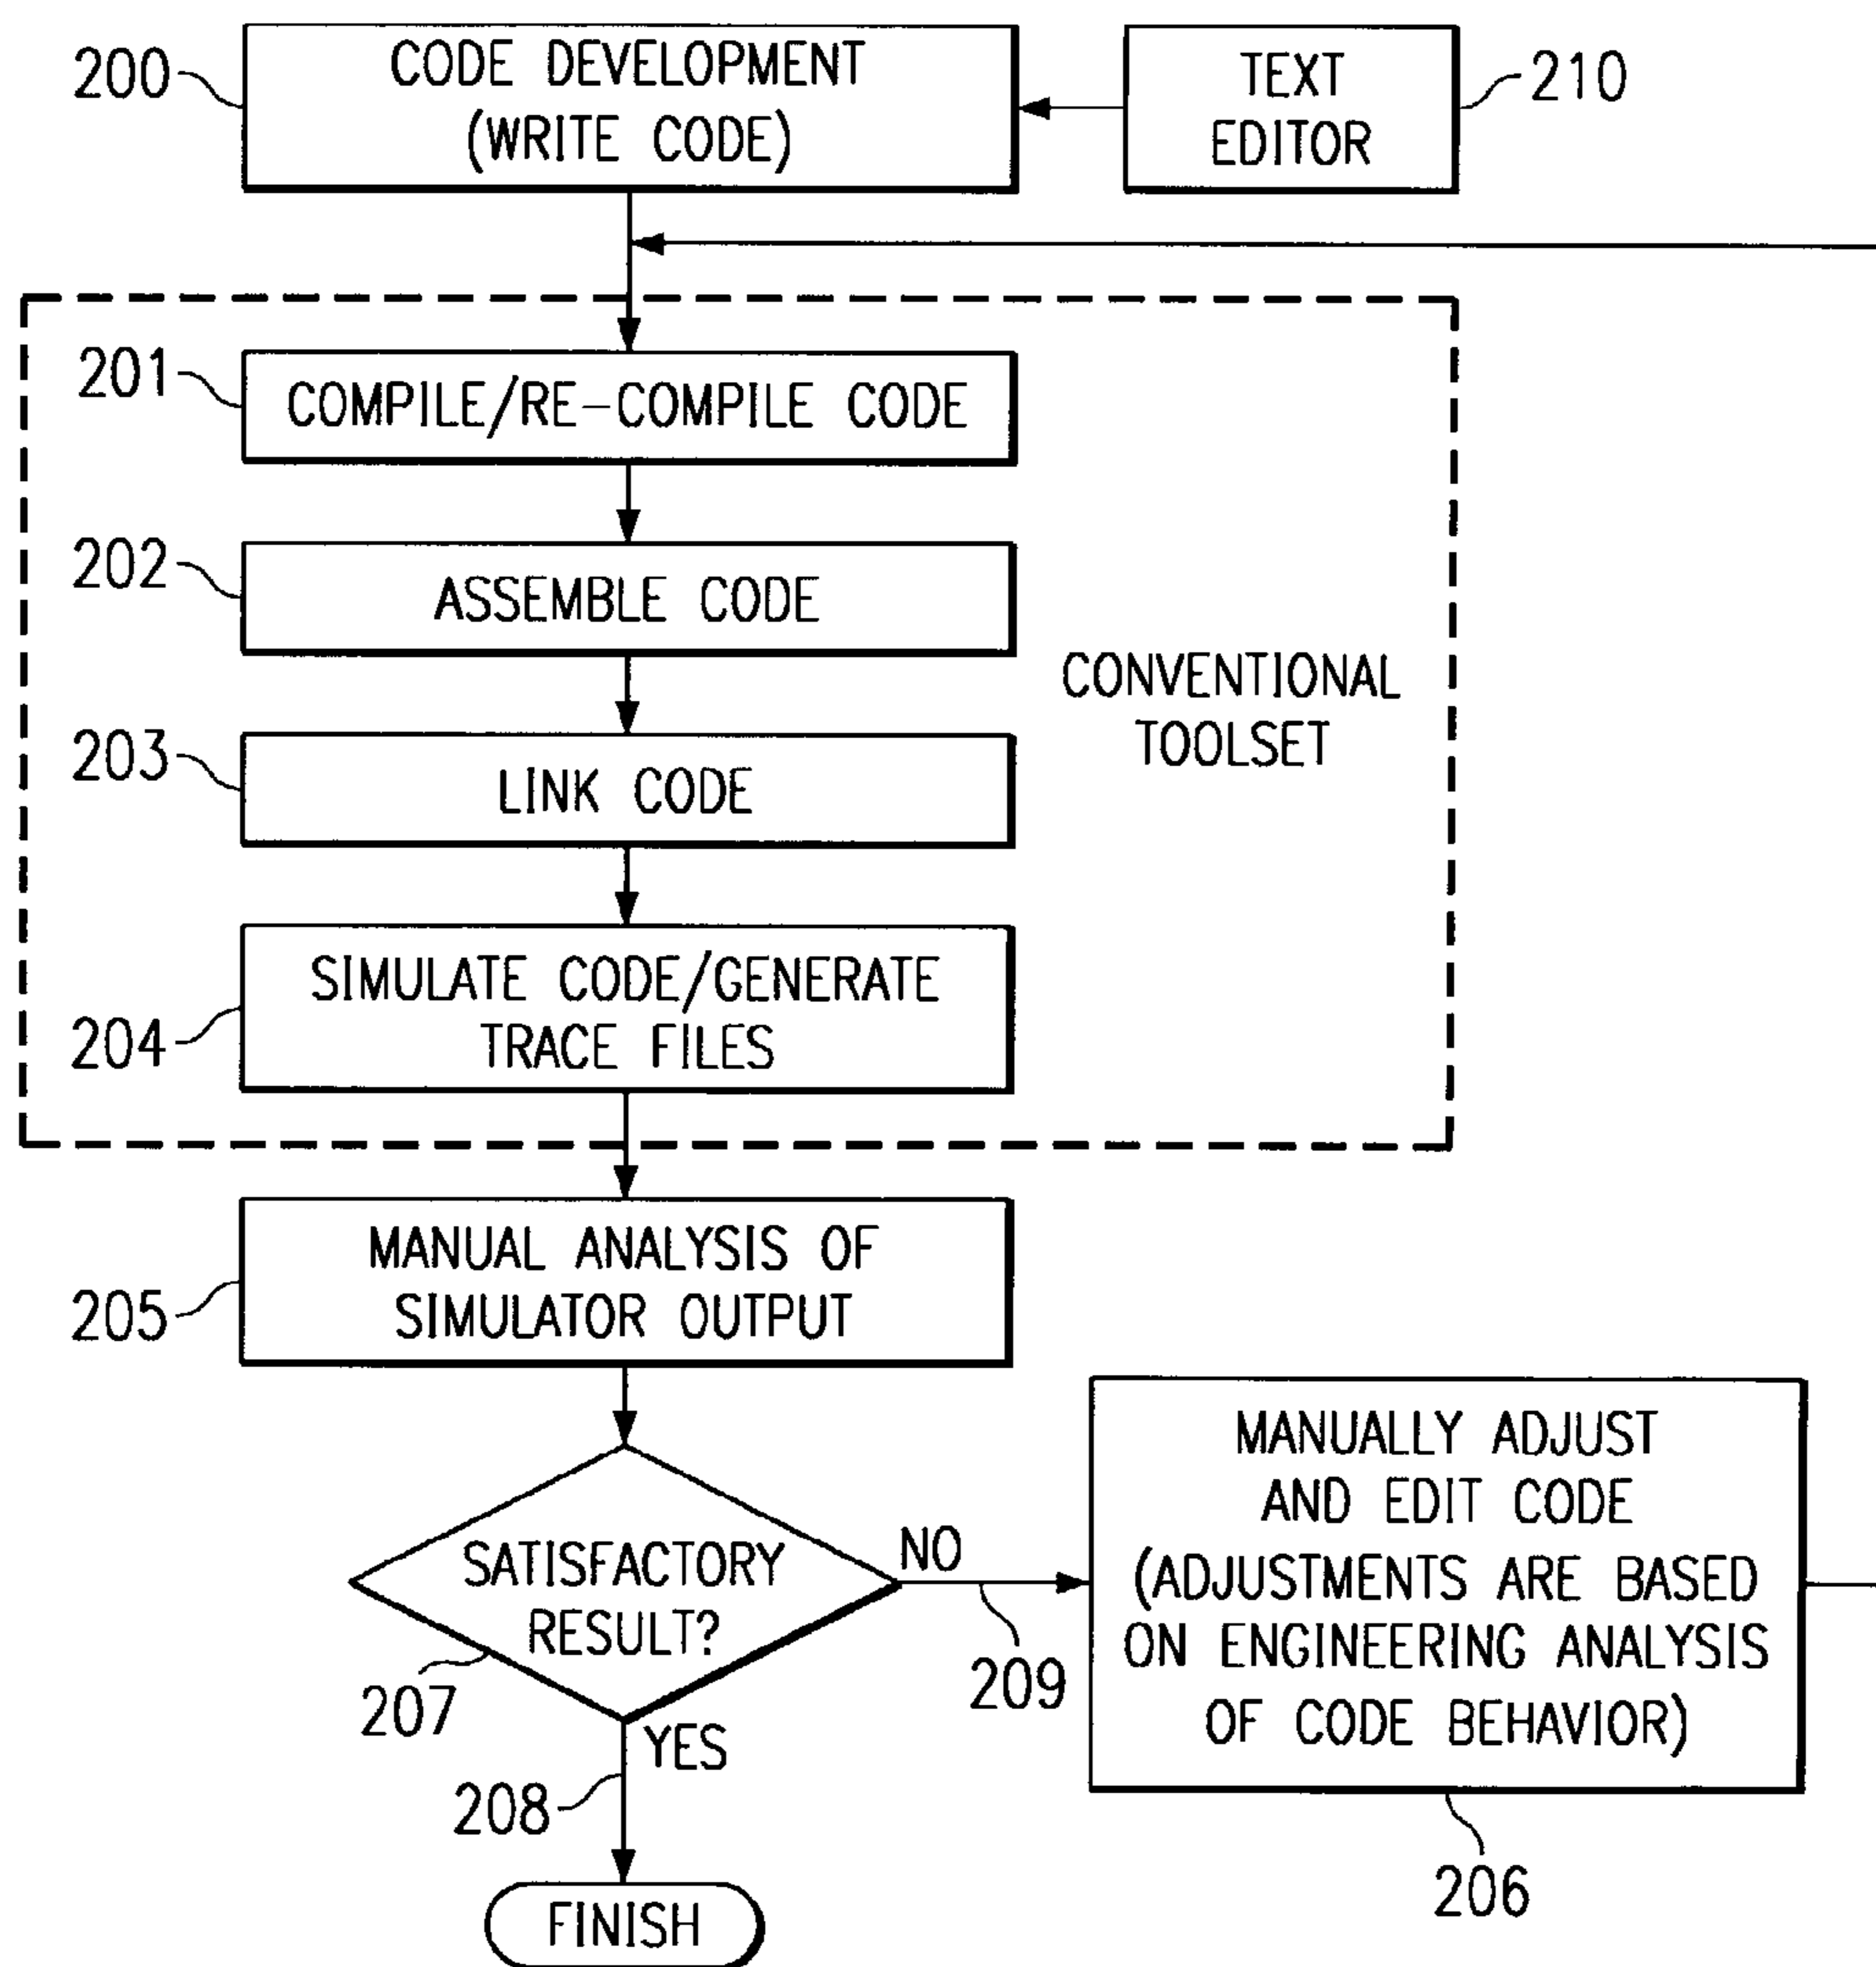 200
CODE DEVELOPMENT
(WRITE CODE)
TEXT
EDITOR
210
201
COMPILE/RE-COMPILE CODE
202
ASSEMBLE CODE
CONVENTIONAL
TOOLSET
203
LINK CODE
204
SIMULATE CODE/GENERATE
TRACE FILES
205
MANUAL ANALYSIS OF
SIMULATOR OUTPUT
SATISFACTORY
RESULT?
207
NO
209
MANUALLY ADJUST
AND EDIT CODE
(ADJUSTMENTS ARE BASED
ON ENGINEERING ANALYSIS
OF CODE BEHAVIOR)
206
YES
208
FINISH